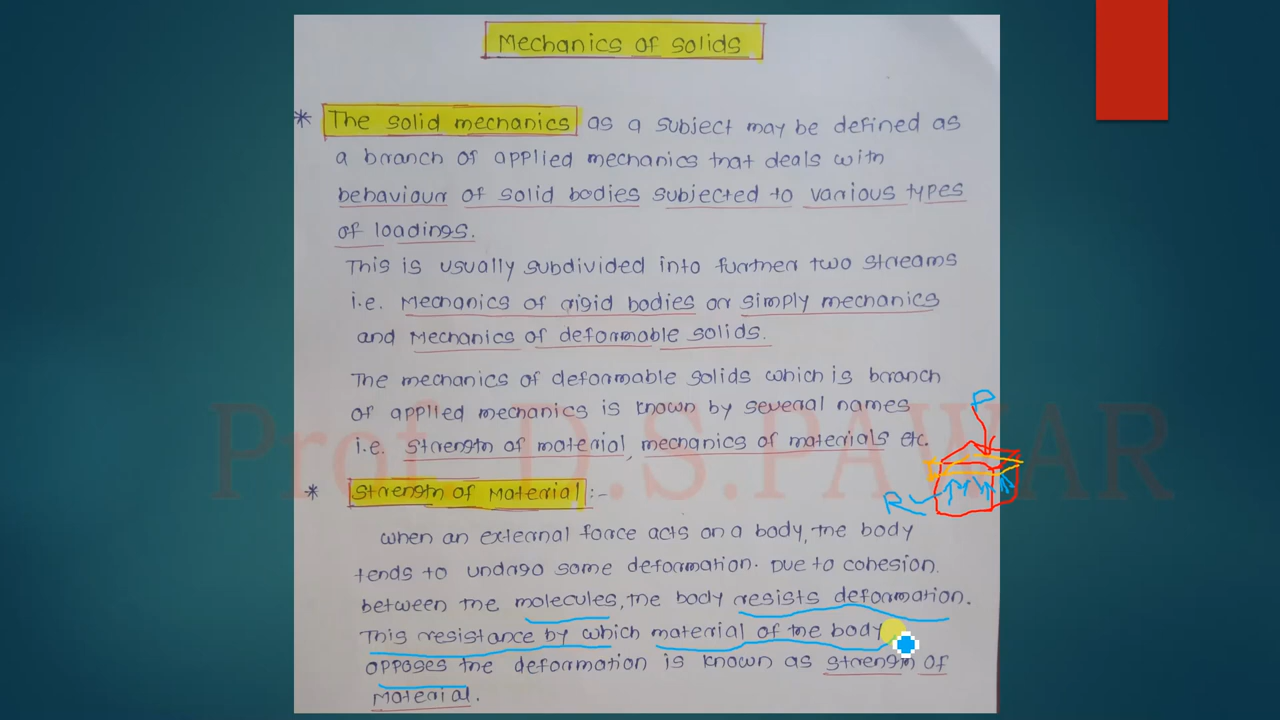 Mechanics of solids
* The solid mechanics as a subject may be defined as
a branch of applied mechanics that deals with
behaviour of solid bodies subjected to various types
of loadings.
This is usually subdivided into further two streams
i.e. Mechanics of rigid bodies or simply mechanics
and Mechanics of deformable solids.
The mechanics of deformable solids which is branch
of applied mechanics is known by several names
i.e. strength of material, mechanics of materials etc.
P
R
Prof. D.S.PAWAR
* Strength of Material :-
When an external force acts on a body, the body
tends to undergo some deformation. Due to cohesion
between the molecules, the body resists deformation.
This resistance by which material of the body
opposes the deformation is known as strength of
Material.